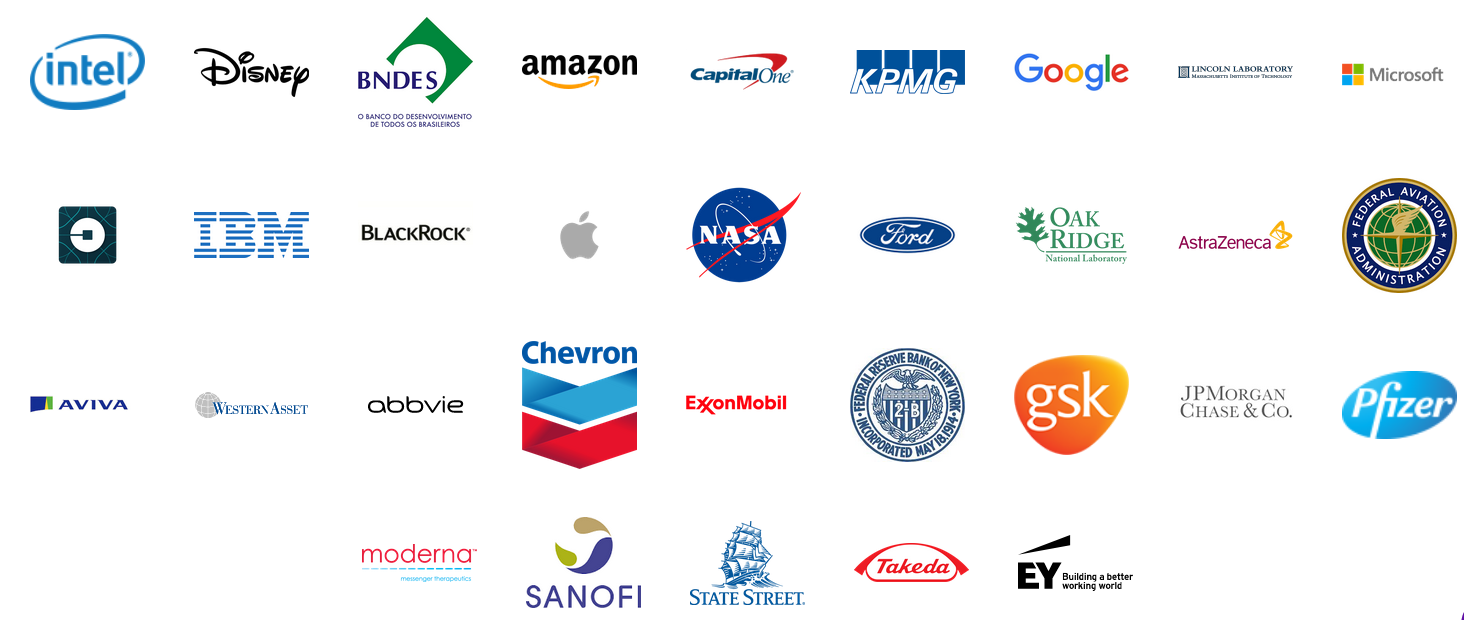 intel®
Disney
BNDES
O BANCO DO DESENVOLVIMENTO
DE TODOS OS BRASILEIROS
amazon
CapitalOne®
KPMG
Google
LINCOLN LABORATORY
MASSACHUSETTS INSTITUTE OF TECHNOLOGY
Microsoft
IBM
BLACKROCK®
NASA
Ford
OAK
RIDGE
National Laboratory
AstraZeneca
FEDERAL AVIATION
ADMINISTRATION
AVIVA
WESTERN ASSET
abbvie
Chevron
ExxonMobil
FEDERAL RESERVE BANK OF NEW YORK
INCORPORATED MAY 18, 1914
2-B
gsk
JPMORGAN
CHASE & CO.
Pfizer
moderna™
messenger therapeutics
SANOFI
STATE STREET®
Takeda
EY
Building a better
working world